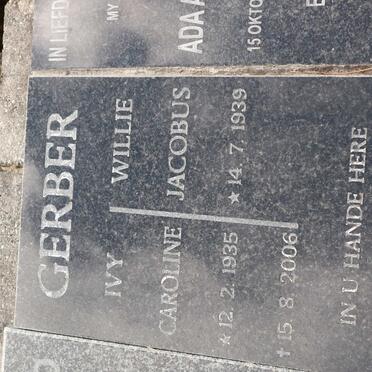 IN LIEFD
MY
ADA A
15 OKTO
GERBER
IVY
CAROLINE
★ 12. 2. 1935
✝ 15. 8. 2006
WILLIE
JACOBUS
★ 14. 7. 1939
IN U HANDE HERE